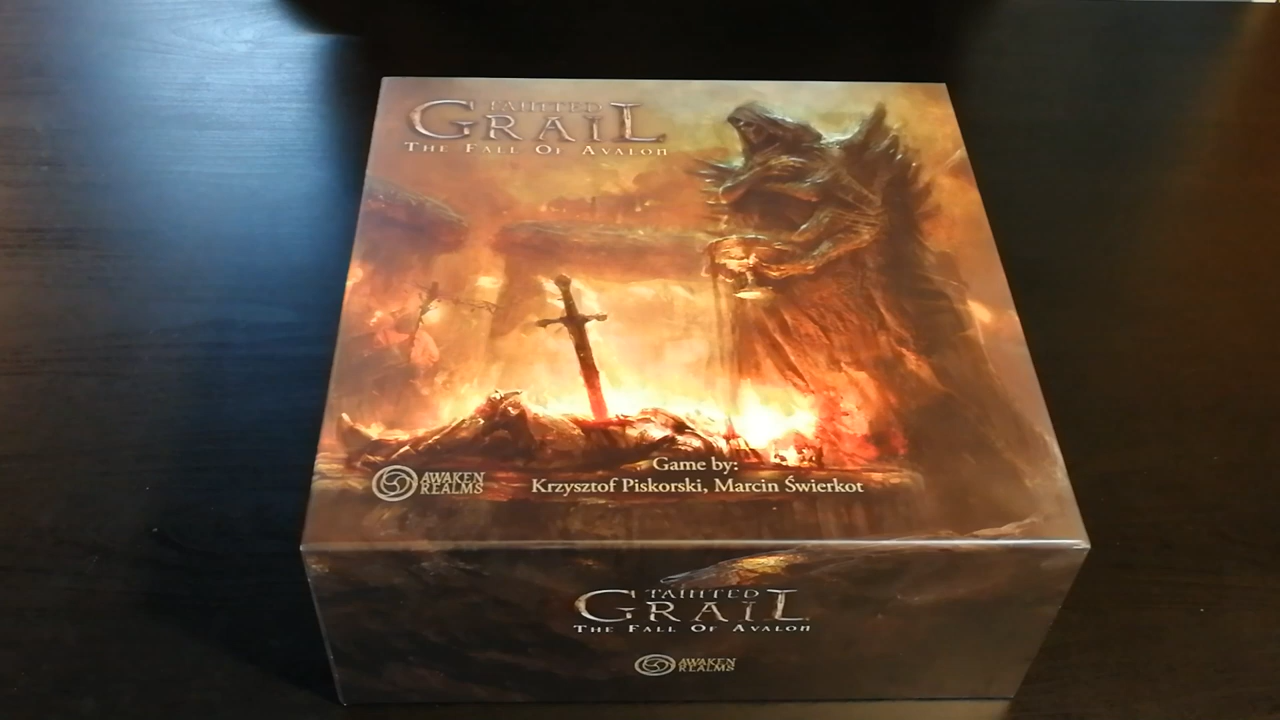 TAINTED
GRAIL
THE FALL OF AVALON
AWAKEN
REALMS
Game by:
Krzysztof Piskorski, Marcin Świerkot
TAINTED
GRAIL
THE FALL OF AVALON
AWAKEN
REALMS